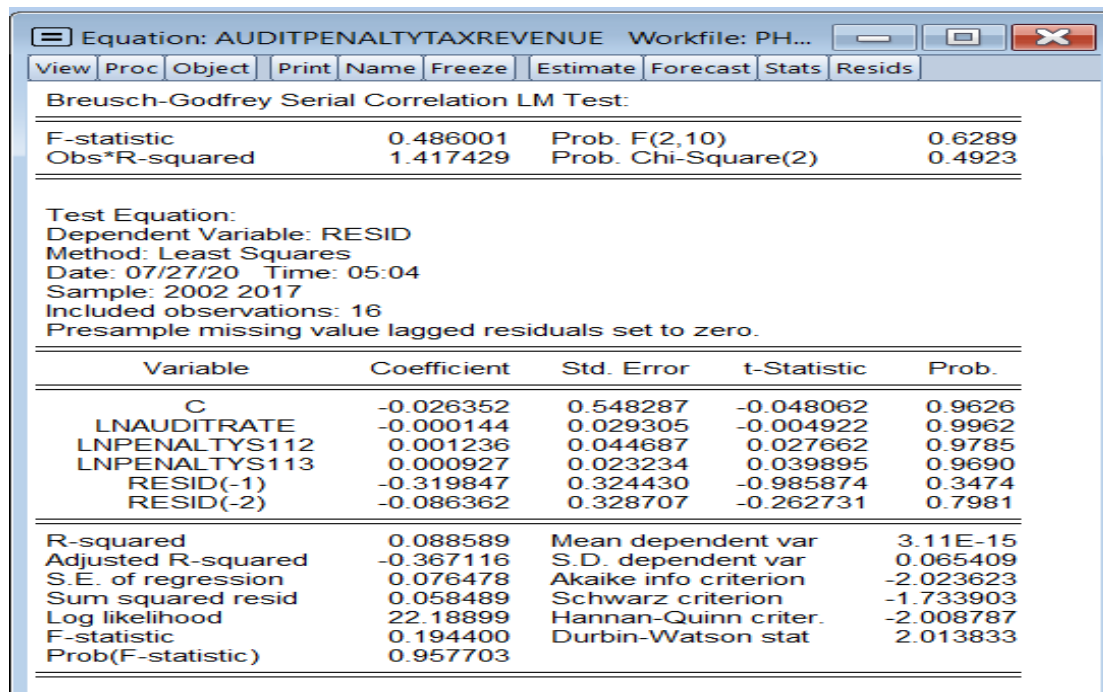 Equation: AUDITPENALTYTAXREVENUE Workfile: PH...
View Proc Object Print Name Freeze Estimate Forecast Stats Resids
Breusch-Godfrey Serial Correlation LM Test:
F-statistic 0.486001 Prob. F(2,10) 0.6289
Obs*R-squared 1.417429 Prob. Chi-Square(2) 0.4923
Test Equation:
Dependent Variable: RESID
Method: Least Squares
Date: 07/27/20 Time: 05:04
Sample: 2002 2017
Included observations: 16
Presample missing value lagged residuals set to zero.
Variable Coefficient Std. Error t-Statistic Prob.
C -0.026352 0.548287 -0.048062 0.9626
LNAUDITRATE -0.000144 0.029305 -0.004922 0.9962
LNPENALTYS112 0.001236 0.044687 0.027662 0.9785
LNPENALTYS113 0.000927 0.023234 0.039895 0.9690
RESID(-1) -0.319847 0.324430 -0.985874 0.3474
RESID(-2) -0.086362 0.328707 -0.262731 0.7981
R-squared 0.088589 Mean dependent var 3.11E-15
Adjusted R-squared -0.367116 S.D. dependent var 0.065409
S.E. of regression 0.076478 Akaike info criterion -2.023623
Sum squared resid 0.058489 Schwarz criterion -1.733903
Log likelihood 22.18899 Hannan-Quinn criter. -2.008787
F-statistic 0.194400 Durbin-Watson stat 2.013833
Prob(F-statistic) 0.957703